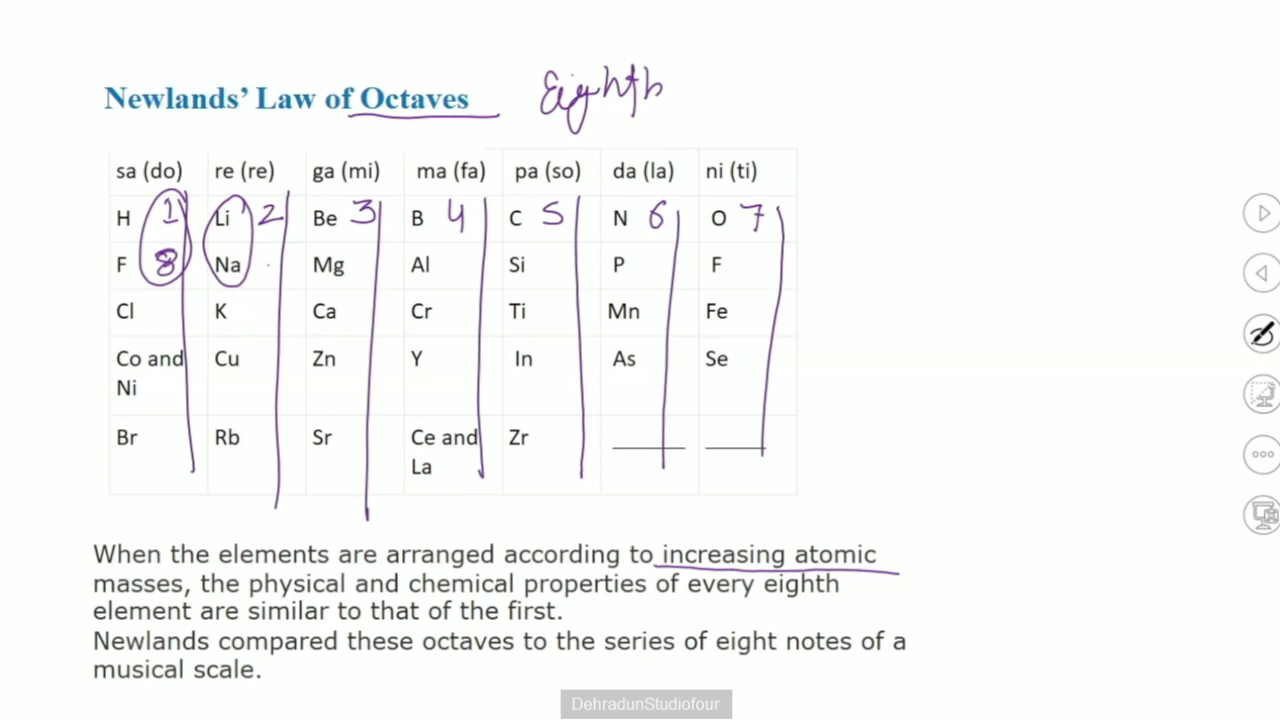 Newlands' Law of Octaves Eighth
sa (do) re (re) ga (mi) ma (fa) pa (so) da (la) ni (ti)
H 1 Li 2 Be 3 B 4 C 5 N 6 O 7
F 8 Na Mg Al Si P F
Cl K Ca Cr Ti Mn Fe
Co and Cu Zn Y In As Se
Ni
Br Rb Sr Ce and Zr
La
When the elements are arranged according to increasing atomic
masses, the physical and chemical properties of every eighth
element are similar to that of the first.
Newlands compared these octaves to the series of eight notes of a
musical scale.
DehradunStudiofour